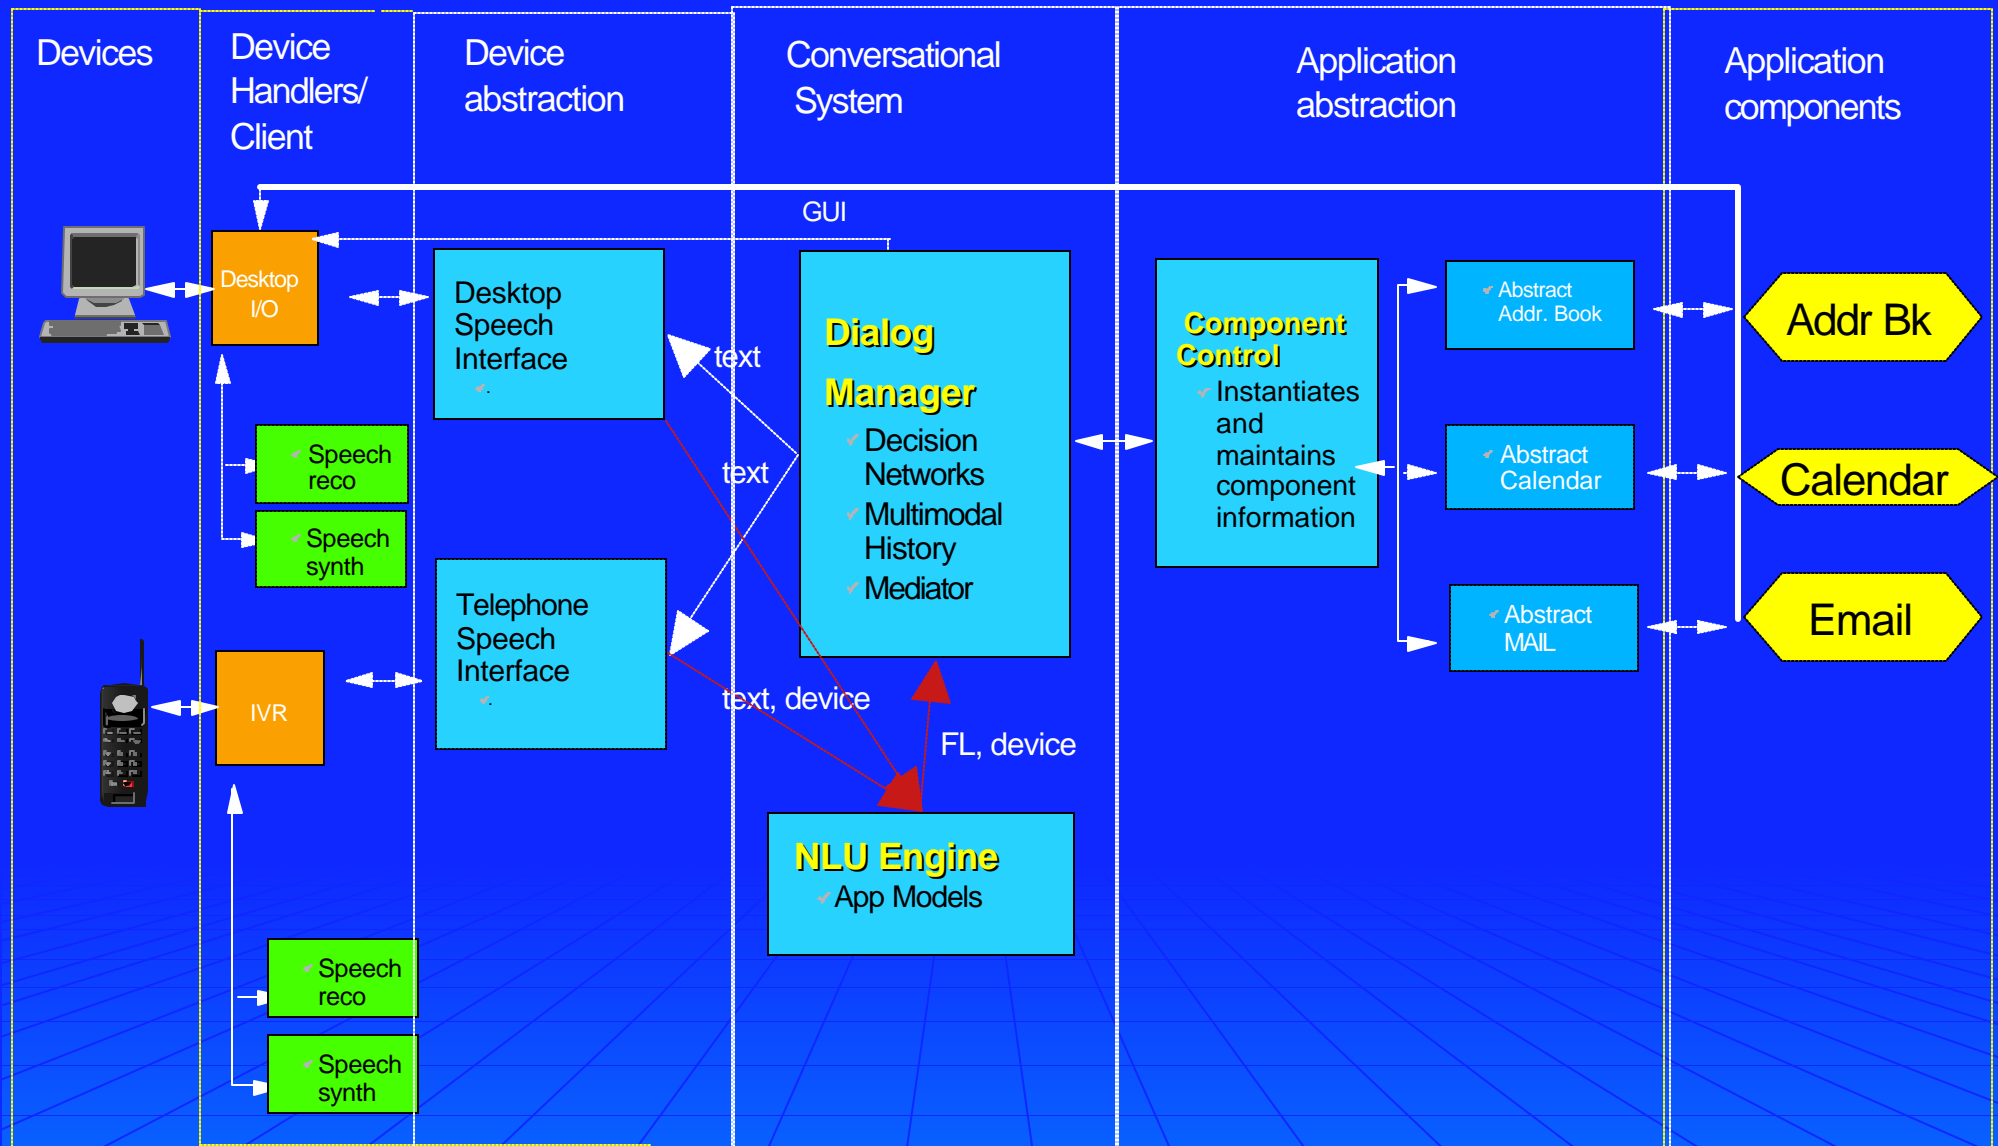 Devices
Device
Handlers/
Client
Device
abstraction
Conversational
System
Application
abstraction
Application
components
GUI
Desktop
I/O
Desktop
Speech
Interface
.
text
text
Speech
reco
Speech
synth
Telephone
Speech
Interface
.
IVR
Speech
reco
Speech
synth
Dialog
Manager
Decision
Networks
Multimodal
History
Mediator
text, device
FL, device
NLU Engine
App Models
Component
Control
Instantiates
and
maintains
component
information
Abstract
Addr. Book
Abstract
Calendar
Abstract
MAIL
Addr Bk
Calendar
Email